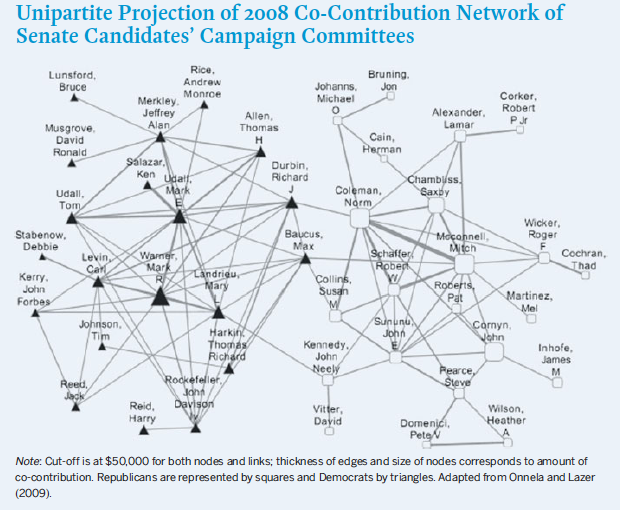 Unipartite Projection of 2008 Co-Contribution Network of
Senate Candidates’ Campaign Committees
Lunsford,
Bruce
Rice,
Andrew
Monroe
Merkley,
Jeffrey
Alan
Allen,
Thomas
H
Musgrove,
David
Ronald
Salazar,
Ken
Udall,
Mark
E
Durbin,
Richard
J
Udall,
Tom
Stabenow,
Debbie
Levin,
Carl
Warner,
Mark
R
Baucus,
Max
Landrieu,
Mary
L
Kerry,
John
Forbes
Johnson,
Tim
Harkin,
Thomas
Richard
Reed,
Jack
Reid,
Harry
Rockefeller,
John
Davison
IV
Johanns,
Michael
O
Bruning,
Jon
Cain,
Herman
Alexander,
Lamar
Corker,
Robert
P Jr
Chambliss,
Saxby
Coleman,
Norm
Mcconnell,
Mitch
Wicker,
Roger
F
Cochran,
Thad
Schaffer,
Robert
W
Collins,
Susan
M
Roberts,
Pat
Martinez,
Mel
Sununu,
John
E
Cornyn,
John
Kennedy,
John
Neely
Inhofe,
James
M
Pearce,
Steve
Vitter,
David
Domenici,
Pete V
Wilson,
Heather
A
Note: Cut-off is at $50,000 for both nodes and links; thickness of edges and size of nodes corresponds to amount of
co-contribution. Republicans are represented by squares and Democrats by triangles. Adapted from Onnela and Lazer
(2009).